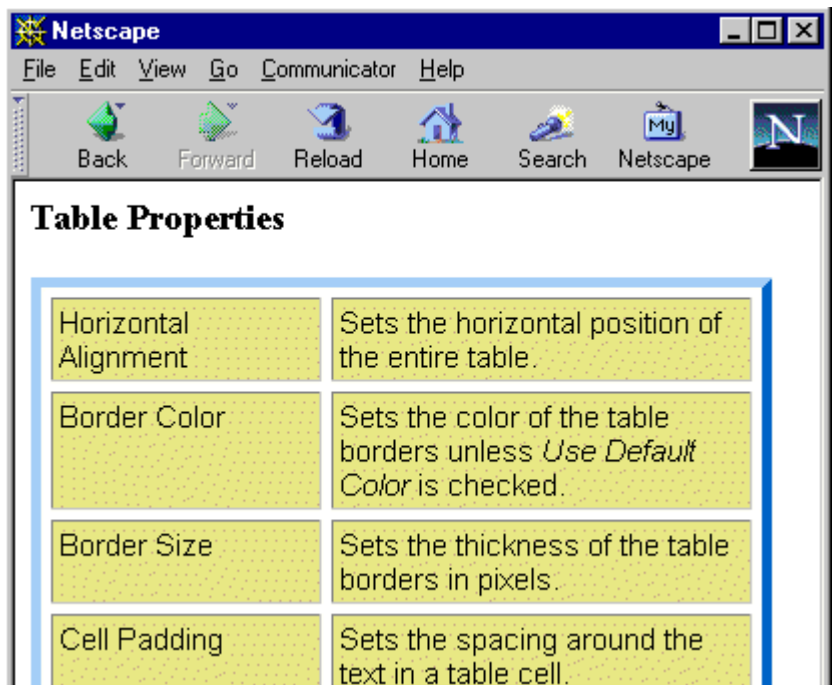 Netscape
File Edit View Go Communicator Help
My
Back Forward Reload Home Search Netscape
N
Table Properties
Horizontal
Alignment
Sets the horizontal position of
the entire table.
Border Color
Sets the color of the table
borders unless Use Default
Color is checked.
Border Size
Sets the thickness of the table
borders in pixels.
Cell Padding
Sets the spacing around the
text in a table cell.